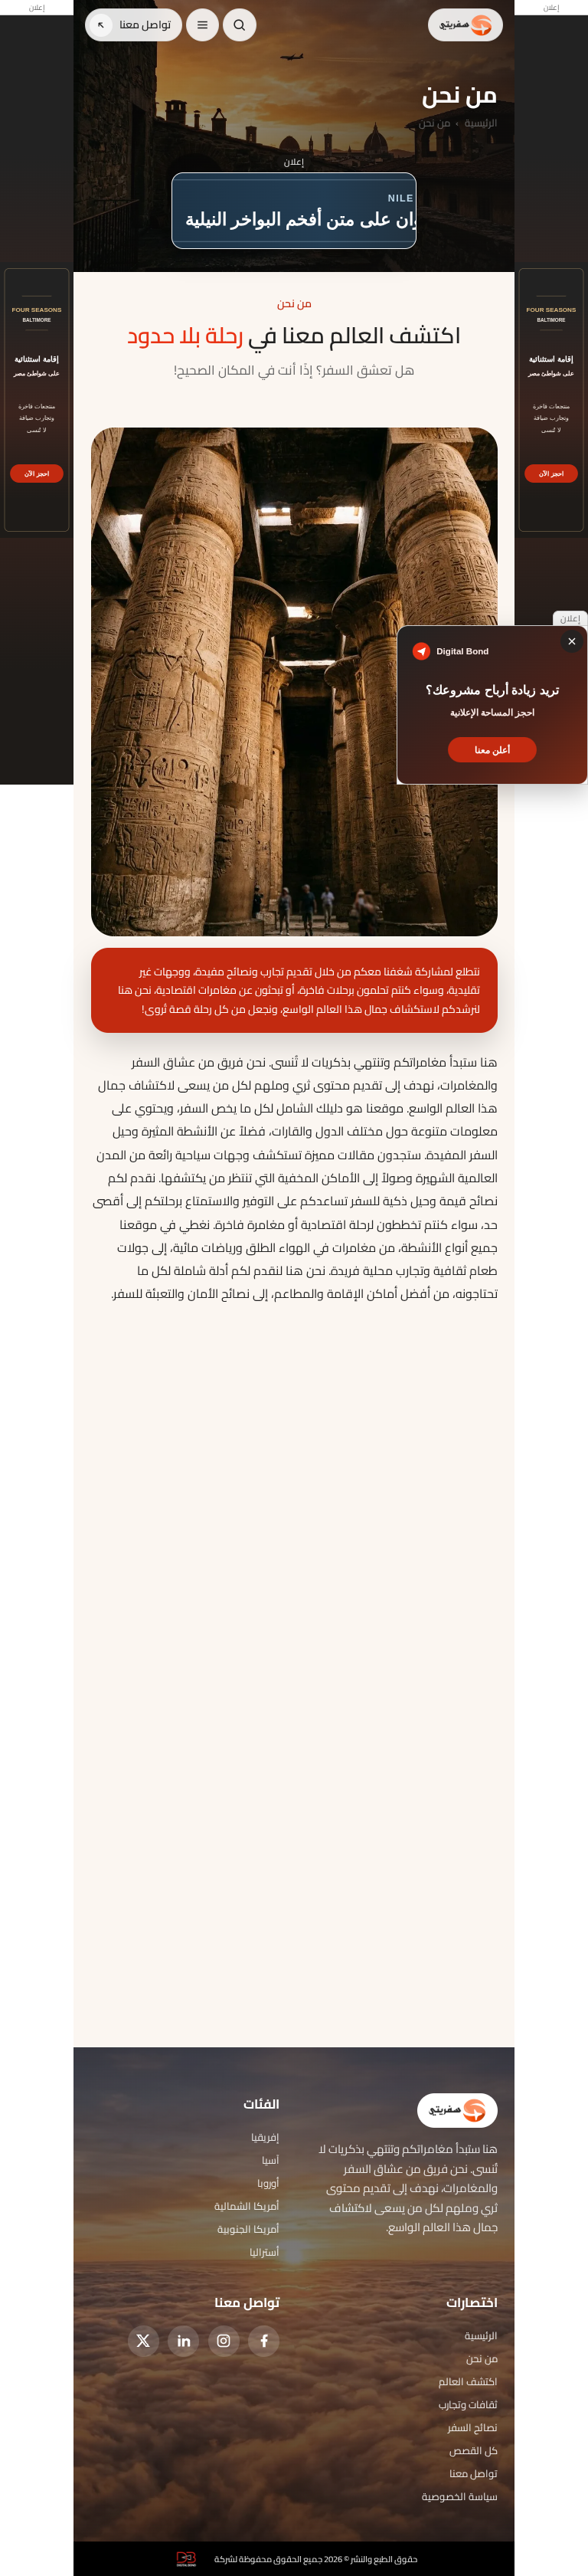 إعلان
إعلان
صفريتي
تواصل معنا
من نحن
الرئيسية › من نحن
إعلان
NILE
وان على متن أفخم البواخر النيلية
FOUR SEASONS
BALTIMORE
إقامة استثنائية
على شواطئ مصر
منتجعات فاخرة
وتجارب ضيافة
لا تُنسى
احجز الآن
FOUR SEASONS
BALTIMORE
إقامة استثنائية
على شواطئ مصر
منتجعات فاخرة
وتجارب ضيافة
لا تُنسى
احجز الآن
من نحن
اكتشف العالم معنا في رحلة بلا حدود
هل تعشق السفر؟ إذًا أنت في المكان الصحيح!
إعلان
Digital Bond
تريد زيادة أرباح مشروعك؟
احجز المساحة الإعلانية
أعلن معنا
نتطلع لمشاركة شغفنا معكم من خلال تقديم تجارب ونصائح مفيدة، ووجهات غير
تقليدية، وسواء كنتم تحلمون برحلات فاخرة، أو تبحثون عن مغامرات اقتصادية، نحن هنا
لنرشدكم لاستكشاف جمال هذا العالم الواسع، ونجعل من كل رحلة قصة تُروى!
هنا ستبدأ مغامراتكم وتنتهي بذكريات لا تُنسى. نحن فريق من عشاق السفر
والمغامرات، نهدف إلى تقديم محتوى ثري وملهم لكل من يسعى لاكتشاف جمال
هذا العالم الواسع. موقعنا هو دليلك الشامل لكل ما يخص السفر، ويحتوي على
معلومات متنوعة حول مختلف الدول والقارات، فضلاً عن الأنشطة المثيرة وحيل
السفر المفيدة. ستجدون مقالات مميزة تستكشف وجهات سياحية رائعة من المدن
العالمية الشهيرة وصولاً إلى الأماكن المخفية التي تنتظر من يكتشفها. نقدم لكم
نصائح قيمة وحيل ذكية للسفر تساعدكم على التوفير والاستمتاع برحلتكم إلى أقصى
حد، سواء كنتم تخططون لرحلة اقتصادية أو مغامرة فاخرة. نغطي في موقعنا
جميع أنواع الأنشطة، من مغامرات في الهواء الطلق ورياضات مائية، إلى جولات
طعام ثقافية وتجارب محلية فريدة. نحن هنا لنقدم لكم أدلة شاملة لكل ما
تحتاجونه، من أفضل أماكن الإقامة والمطاعم، إلى نصائح الأمان والتعبئة للسفر.
صفريتي
هنا ستبدأ مغامراتكم وتنتهي بذكريات لا
تُنسى. نحن فريق من عشاق السفر
والمغامرات، نهدف إلى تقديم محتوى
ثري وملهم لكل من يسعى لاكتشاف
جمال هذا العالم الواسع.
الفئات
إفريقيا
آسيا
أوروبا
أمريكا الشمالية
أمريكا الجنوبية
أستراليا
اختصارات
الرئيسية
من نحن
اكتشف العالم
ثقافات وتجارب
نصائح السفر
كل القصص
تواصل معنا
سياسة الخصوصية
تواصل معنا
حقوق الطبع والنشر © 2026 جميع الحقوق محفوظة لشركة